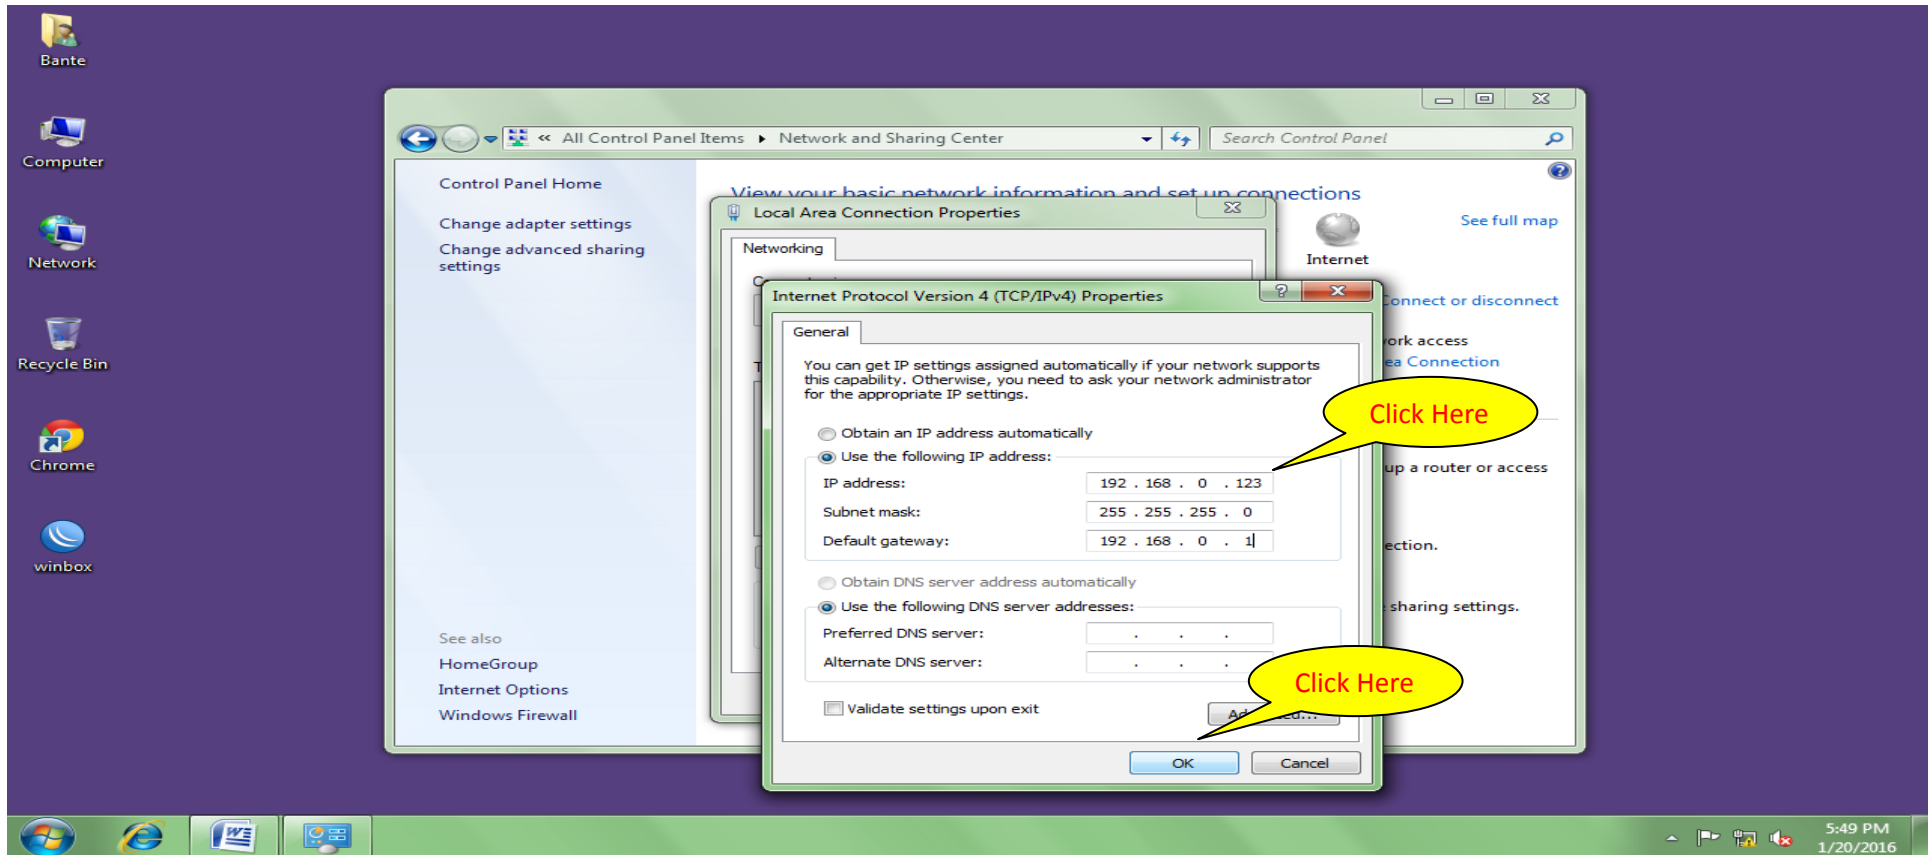 Bante
Computer
Network
Recycle Bin
Chrome
winbox
« All Control Panel Items
Network and Sharing Center
Search Control Panel
Control Panel Home
Change adapter settings
Change advanced sharing
settings
See also
HomeGroup
Internet Options
Windows Firewall
View your basic network information and set up connections
See full map
Internet
Connect or disconnect
access
Connection
up a router or access
sharing settings.
Local Area Connection Properties
Networking
Internet Protocol Version 4 (TCP/IPv4) Properties
General
You can get IP settings assigned automatically if your network supports
this capability. Otherwise, you need to ask your network administrator
for the appropriate IP settings.
Obtain an IP address automatically
Use the following IP address:
IP address: 192 . 168 . 0 . 123
Subnet mask: 255 . 255 . 255 . 0
Default gateway: 192 . 168 . 0 . 1
Obtain DNS server address automatically
Use the following DNS server addresses:
Preferred DNS server: . . .
Alternate DNS server: . . .
Validate settings upon exit
OK
Cancel
Click Here
Click Here
5:49 PM
1/20/2016